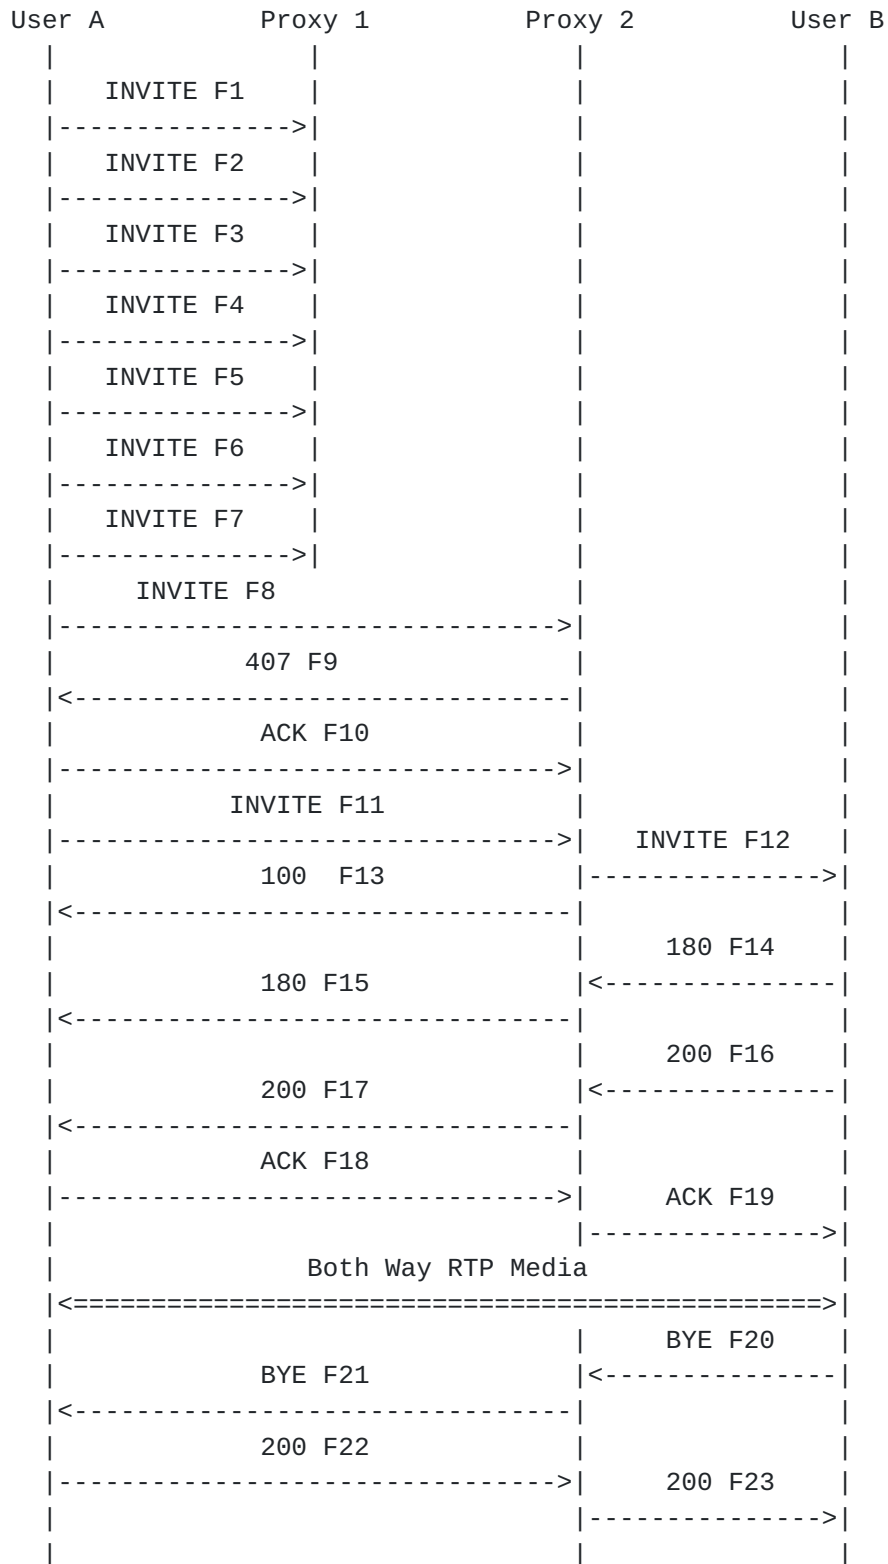 User A          Proxy 1          Proxy 2          User B
INVITE F1
INVITE F2
INVITE F3
INVITE F4
INVITE F5
INVITE F6
INVITE F7
INVITE F8
407 F9
ACK F10
INVITE F11
INVITE F12
100  F13
180 F14
180 F15
200 F16
200 F17
ACK F18
ACK F19
Both Way RTP Media
BYE F20
BYE F21
200 F22
200 F23